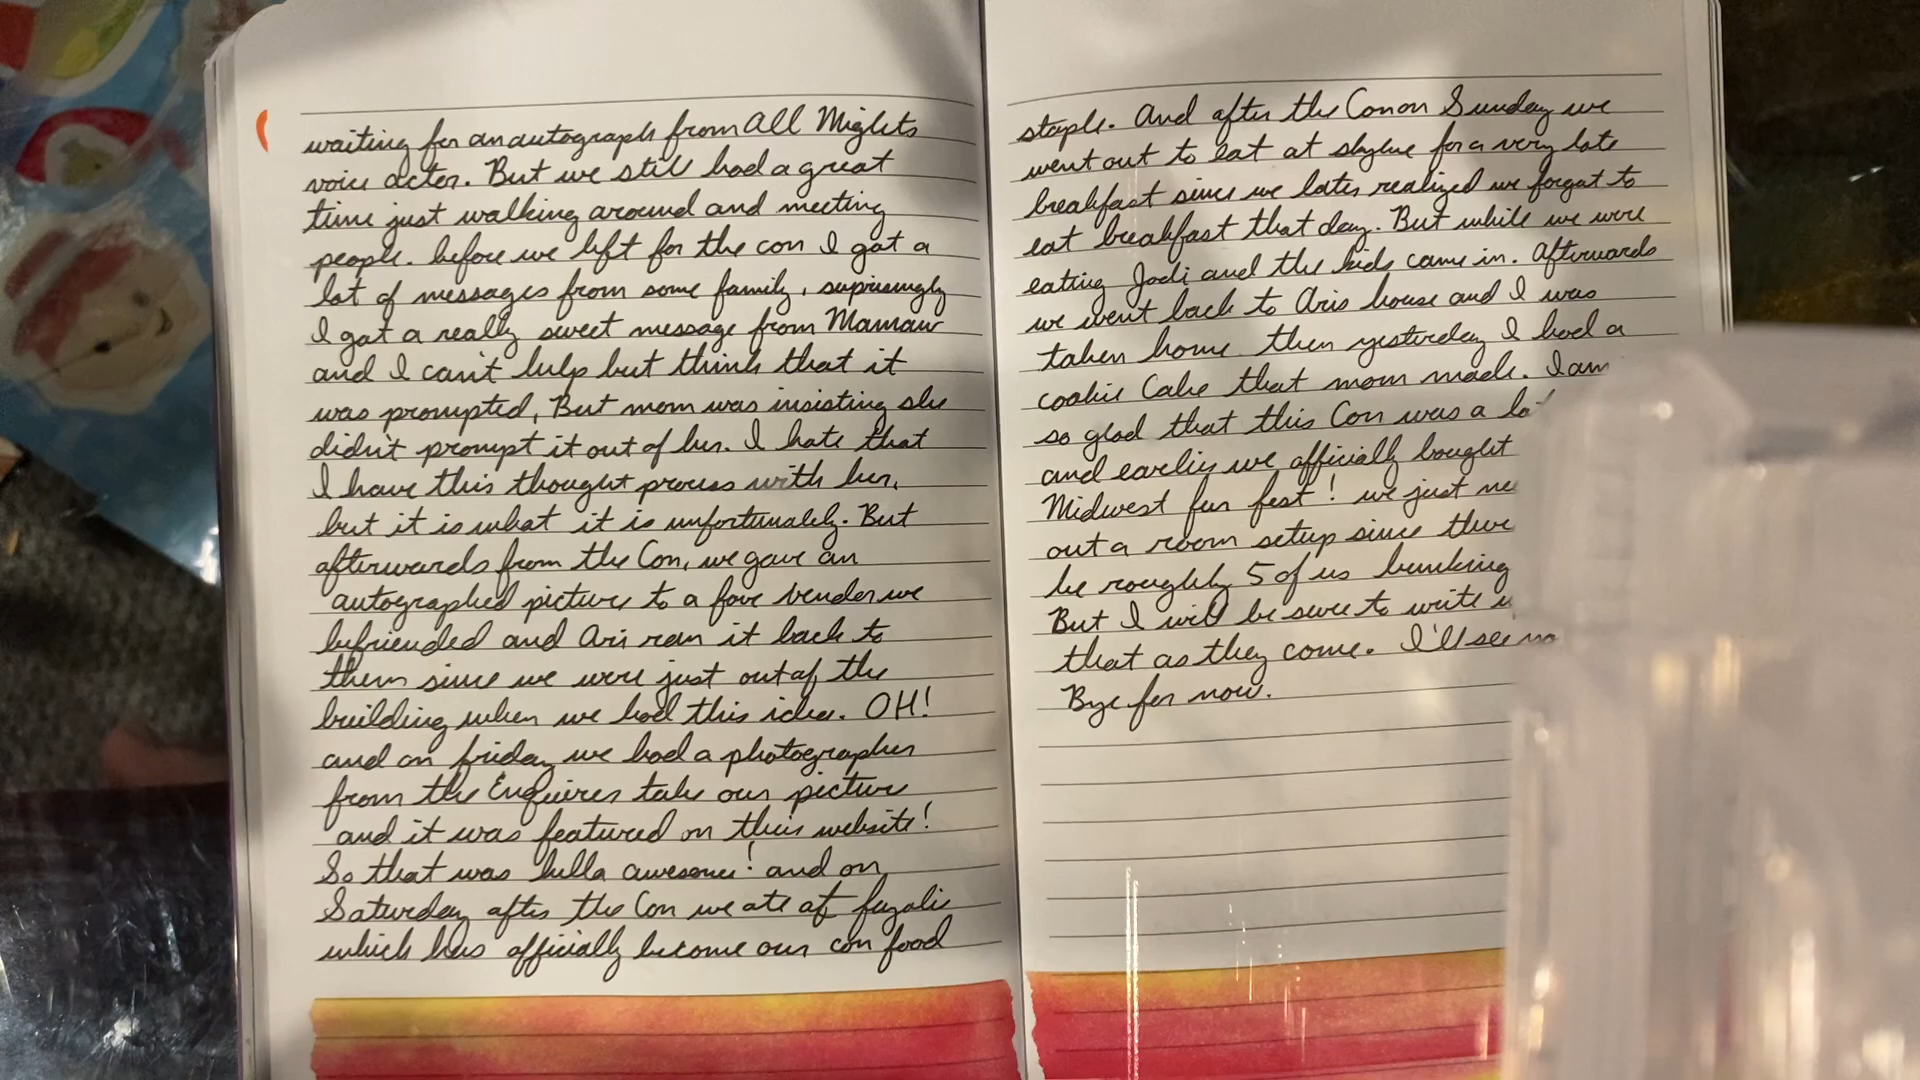 waiting for an autograph from All Mights
voice actor. But we still had a great
time just walking around and meeting
people. before we left for the con I got a
lot of messages from some family, suprisingly
I got a really sweet message from Mamaw
and I can't help but think that it
was prompted, But mom was insisting she
didn't prompt it out of her. I hate that
I have this thought process with her,
but it is what it is unfortunately. But
afterwards from the Con, we gave an
autographed picture to a fave vender we
befriended and Aris ran it back to
them since we were just out of the
building when we had this idea. OH!
and on friday we had a photographer
from the Enquires take our picture
and it was featured on their website!
So that was hella awesome! and on
Saturday after the Con we ate at fazolis
which has officially become our con food
staple. And after the Con on Sunday we
went out to eat at skyline for a very late
breakfast since we later realized we forgot to
eat breakfast that day. But while we were
eating Jodi and the kids came in. Afterwards
we went back to Aris house and I was
taken home then yesterday I had a
cookie Cake that mom made. I am
so glad that this Con was a
and earlier we officially bought
Midwest fur fest! we just
out a room setup since
be roughly 5 of us bunking
But I will be sure to write
that as they come. I'll see
Bye for now.